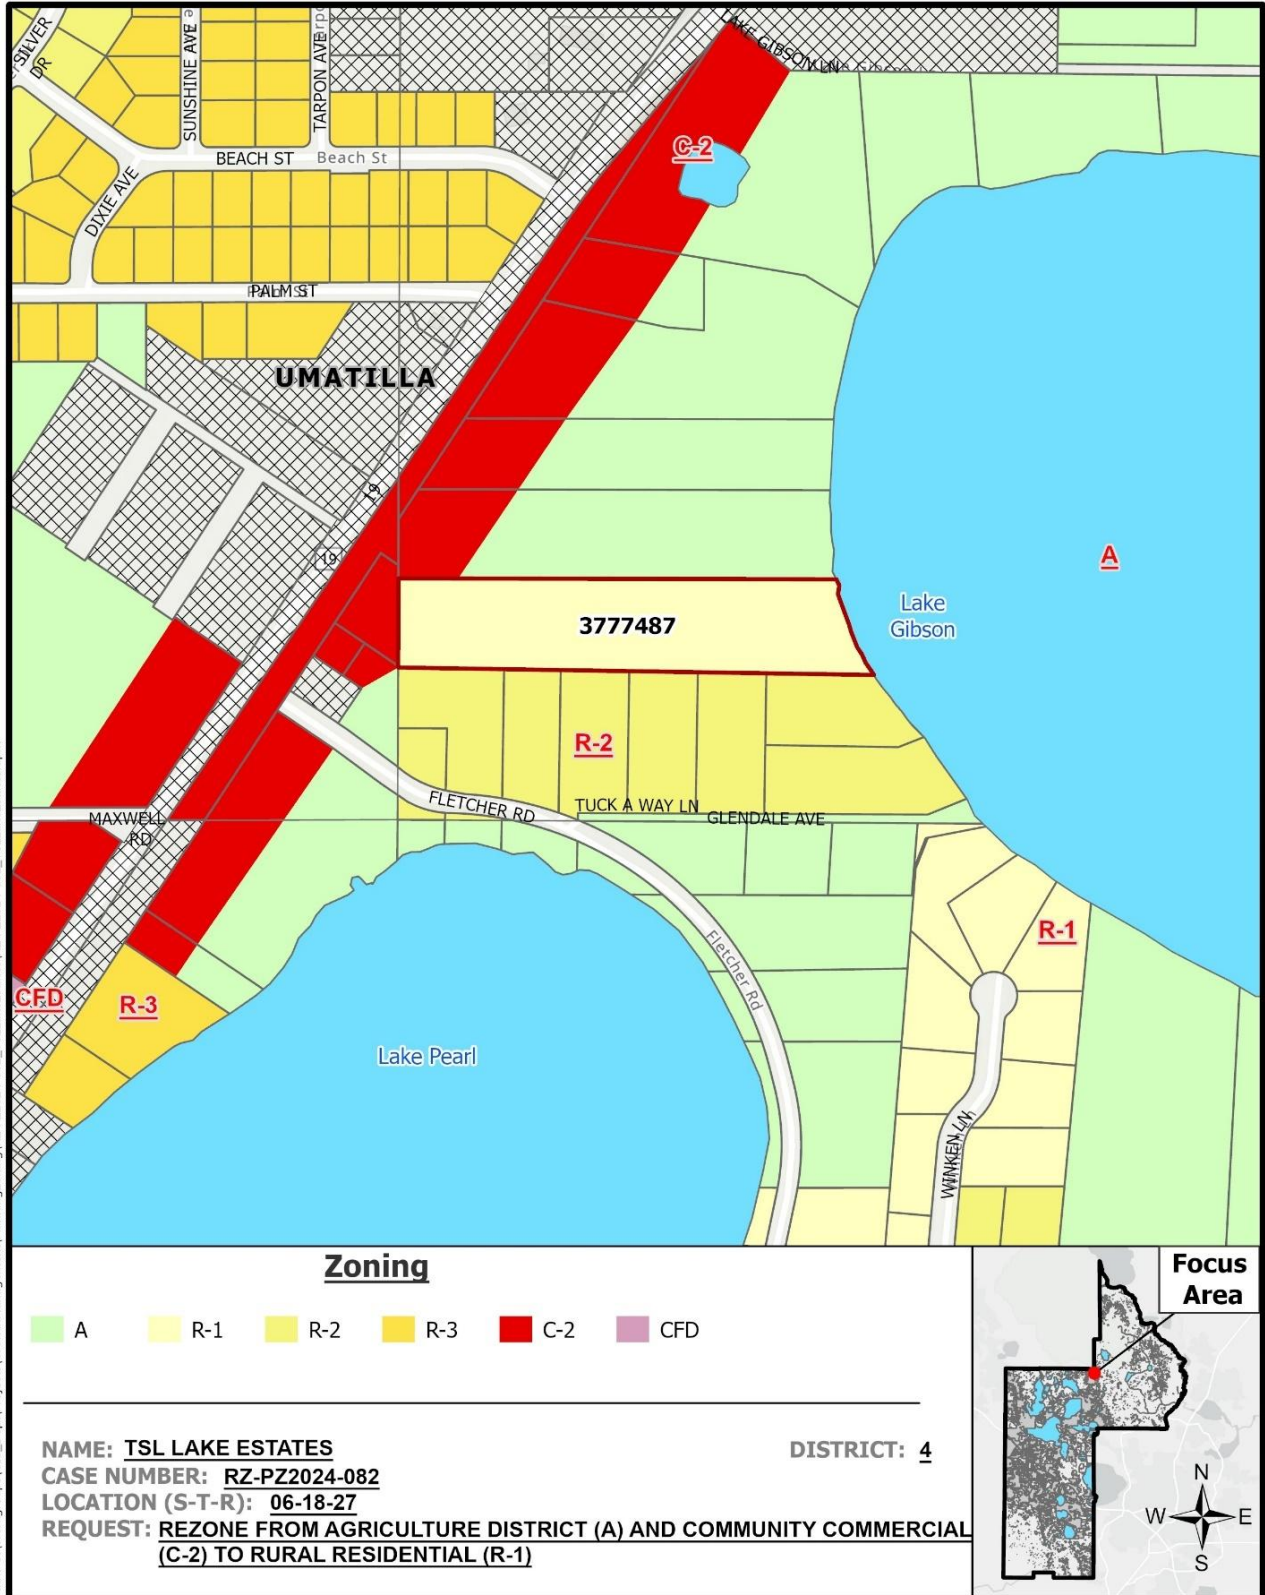 SILVER
DR
SUNSHINE AVE
TARPON AVE
LAKE GIBSON LN
BEACH ST
Beach St
DIXIE AVE
C-2
PALM ST
UMATILLA
19
19
A
Lake
Gibson
3777487
R-2
FLETCHER RD
TUCK A WAY LN
GLENDALE AVE
MAXWELL
RD
R-1
Fletcher Rd
CFD
R-3
Lake Pearl
WINKEN LN
Zoning
A
R-1
R-2
R-3
C-2
CFD
Focus
Area
NAME: TSL LAKE ESTATES
DISTRICT: 4
CASE NUMBER: RZ-PZ2024-082
LOCATION (S-T-R): 06-18-27
REQUEST: REZONE FROM AGRICULTURE DISTRICT (A) AND COMMUNITY COMMERCIAL
(C-2) TO RURAL RESIDENTIAL (R-1)
N
W
E
S